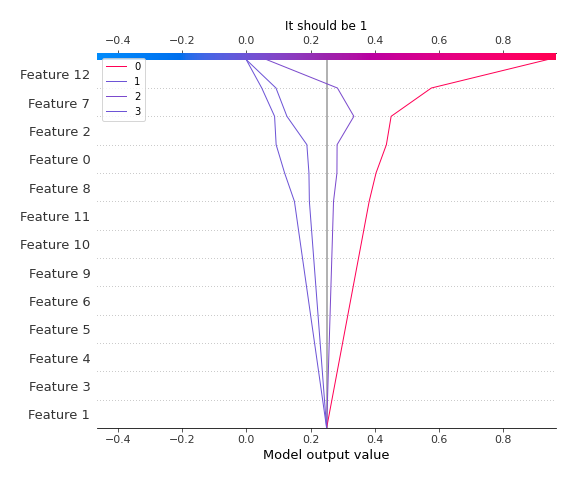 It should be 1
−0.4 −0.2 0.0 0.2 0.4 0.6 0.8
0
1
2
3
Feature 12
Feature 7
Feature 2
Feature 0
Feature 8
Feature 11
Feature 10
Feature 9
Feature 6
Feature 5
Feature 4
Feature 3
Feature 1
−0.4 −0.2 0.0 0.2 0.4 0.6 0.8
Model output value